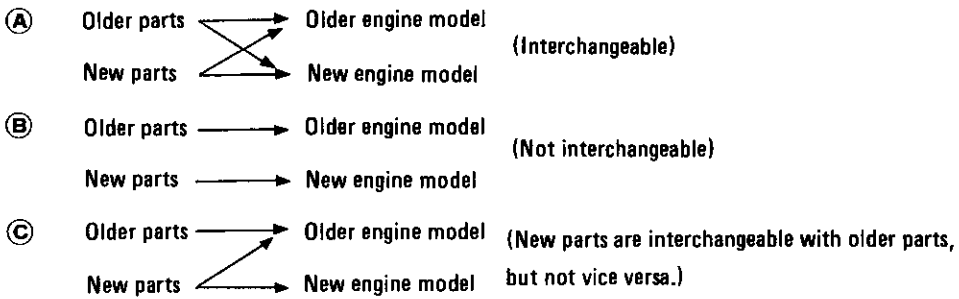 Ⓐ Older parts Older engine model
(Interchangeable)
New parts New engine model
Ⓑ Older parts Older engine model
(Not interchangeable)
New parts New engine model
Ⓒ Older parts Older engine model (New parts are interchangeable with older parts,
New parts New engine model but not vice versa.)